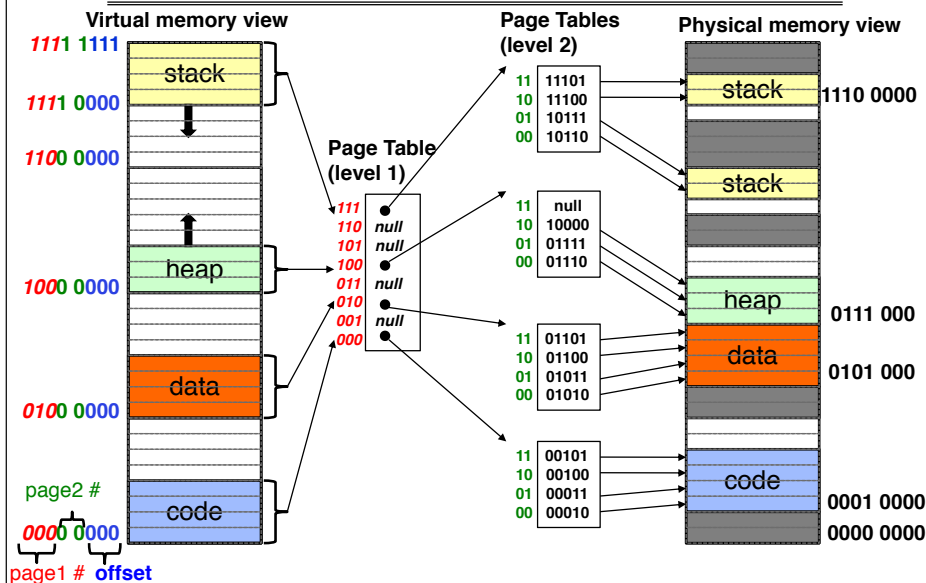 Virtual memory view
1111 1111
stack
1111 0000
1100 0000
heap
1000 0000
data
0100 0000
page2 #
code
0000 0000
page1 # offset
Page Table
(level 1)
111
110 null
101 null
100
011 null
010
001 null
000
Page Tables
(level 2)
11 11101
10 11100
01 10111
00 10110
11 null
10 10000
01 01111
00 01110
11 01101
10 01100
01 01011
00 01010
11 00101
10 00100
01 00011
00 00010
Physical memory view
stack
1110 0000
stack
heap
0111 000
data
0101 000
code
0001 0000
0000 0000